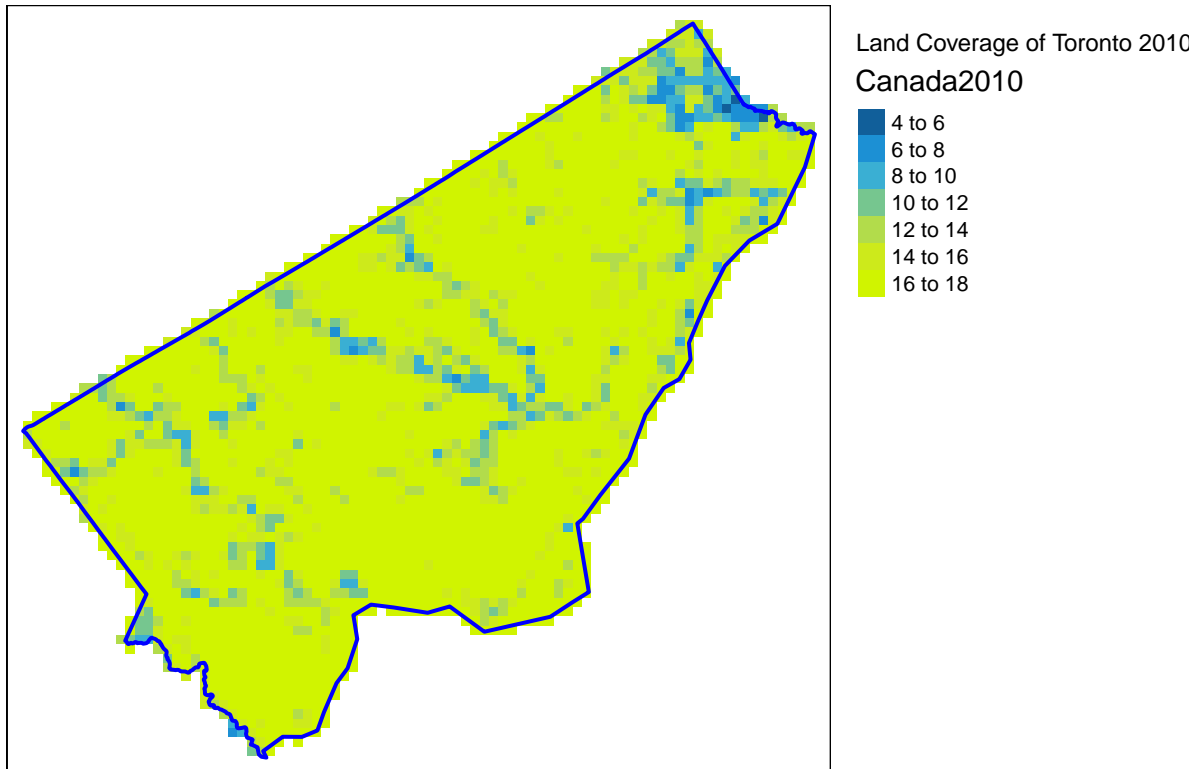 Land Coverage of Toronto 2010
Canada2010
4 to 6
6 to 8
8 to 10
10 to 12
12 to 14
14 to 16
16 to 18